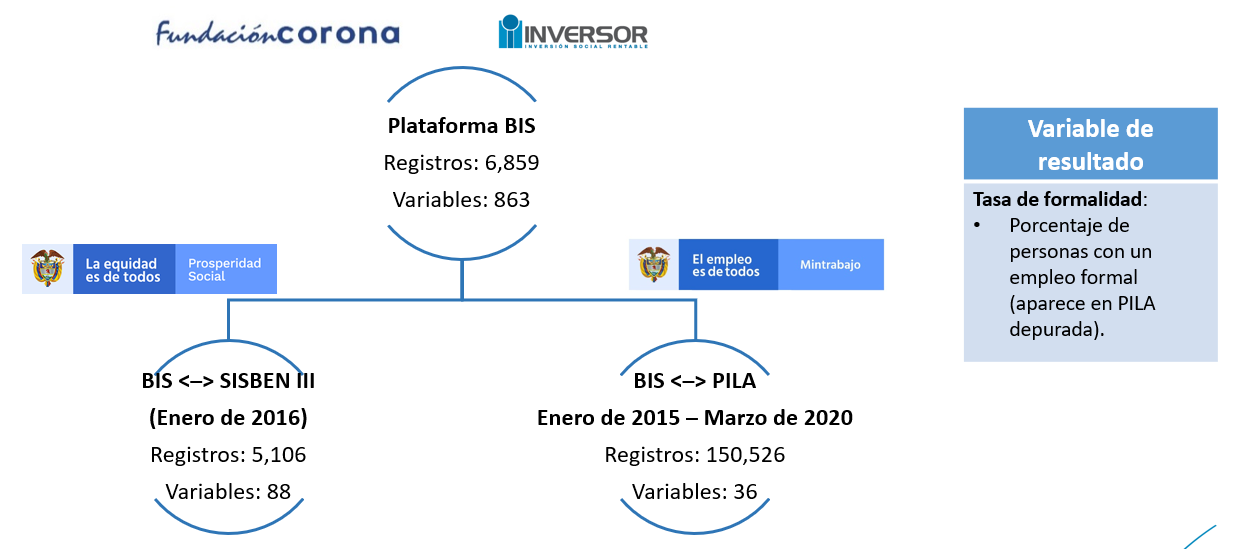 Fundacióncorona
INVERSOR
INVERSIÓN SOCIAL RENTABLE
Plataforma BIS
Registros: 6,859
Variables: 863
La equidad
es de todos
Prosperidad
Social
El empleo
es de todos
Mintrabajo
BIS <–> SISBEN III
(Enero de 2016)
Registros: 5,106
Variables: 88
BIS <–> PILA
Enero de 2015 – Marzo de 2020
Registros: 150,526
Variables: 36
Variable de
resultado
Tasa de formalidad:
• Porcentaje de
personas con un
empleo formal
(aparece en PILA
depurada).